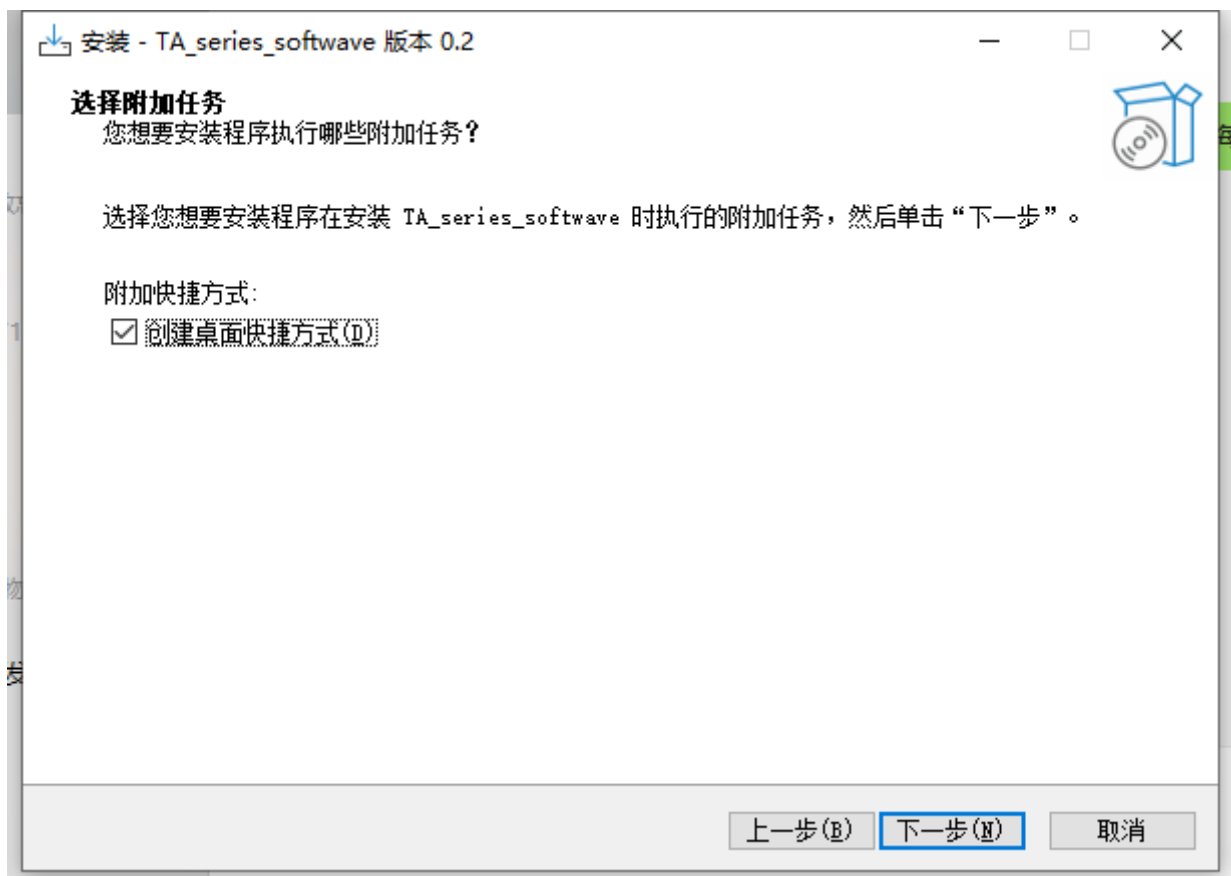 安装 - TA_series_softwave 版本 0.2
选择附加任务
您想要安装程序执行哪些附加任务?
选择您想要安装程序在安装 TA_series_softwave 时执行的附加任务，然后单击“下一步”。
附加快捷方式:
创建桌面快捷方式(D)
上一步(B)
下一步(N)
取消